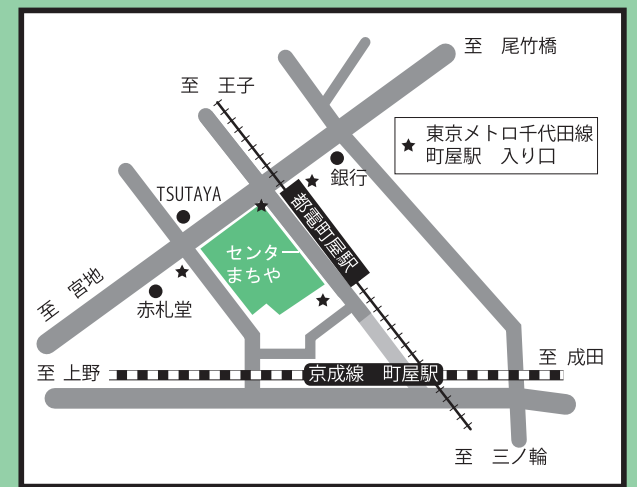 至　尾竹橋
至　王子
★ 東京メトロ千代田線
町屋駅　入り口
銀行
TSUTAYA
都電町屋駅
センター
まちや
至　宮地
赤札堂
至 上野
京成線　町屋駅
至 成田
至　三ノ輪